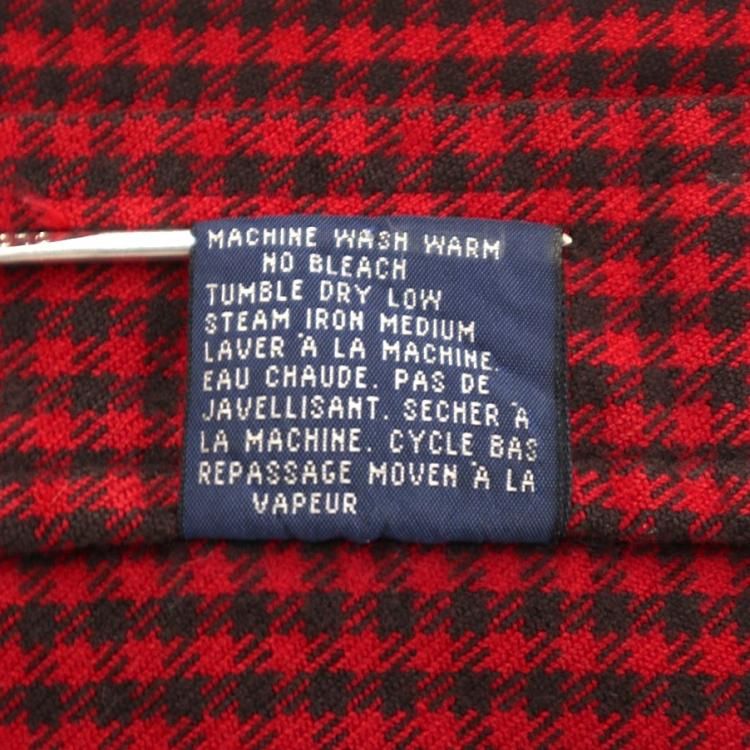 MACHINE WASH WARM
NO BLEACH
TUMBLE DRY LOW
STEAM IRON MEDIUM
LAVER À LA MACHINE.
EAU CHAUDE. PAS DE
JAVELLISANT. SECHER À
LA MACHINE. CYCLE BAS
REPASSAGE MOVEN À LA
VAPEUR